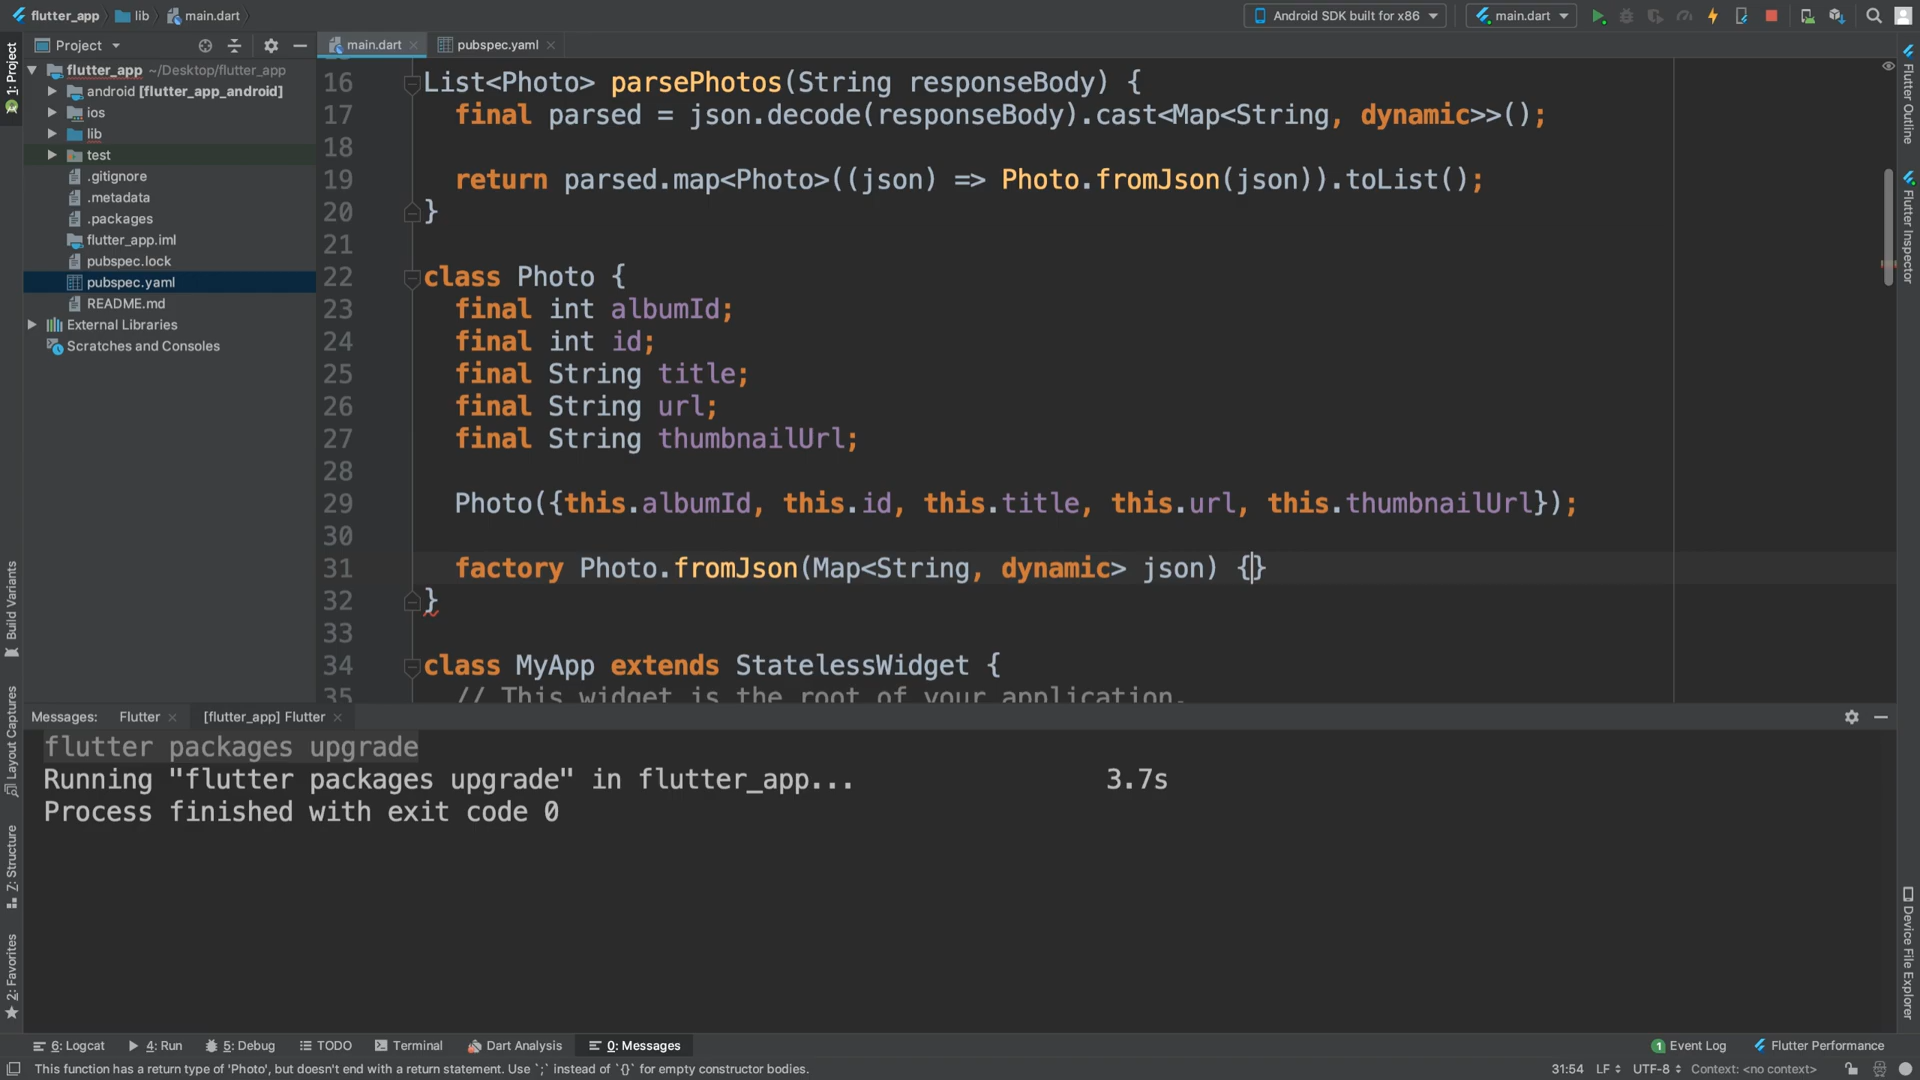 flutter_app lib main.dart Android SDK built for x86 main.dart
Project main.dart pubspec.yaml
flutter_app ~/Desktop/flutter_app
android [flutter_app_android]
ios
lib
test
.gitignore
.metadata
.packages
flutter_app.iml
pubspec.lock
pubspec.yaml
README.md
External Libraries
Scratches and Consoles
1: Project
Build Variants
Layout Captures
Z: Structure
2: Favorites
16 List<Photo> parsePhotos(String responseBody) {
17 final parsed = json.decode(responseBody).cast<Map<String, dynamic>>();
18
19 return parsed.map<Photo>((json) => Photo.fromJson(json)).toList();
20 }
21
22 class Photo {
23 final int albumId;
24 final int id;
25 final String title;
26 final String url;
27 final String thumbnailUrl;
28
29 Photo({this.albumId, this.id, this.title, this.url, this.thumbnailUrl});
30
31 factory Photo.fromJson(Map<String, dynamic> json) {}
32 }
33
34 class MyApp extends StatelessWidget {
35 // This widget is the root of your application.
Flutter Outline
Flutter Inspector
Device File Explorer
Messages: Flutter [flutter_app] Flutter
flutter packages upgrade
Running "flutter packages upgrade" in flutter_app... 3.7s
Process finished with exit code 0
6: Logcat 4: Run 5: Debug TODO Terminal Dart Analysis 0: Messages 1 Event Log Flutter Performance
This function has a return type of 'Photo', but doesn't end with a return statement. Use `;` instead of `{}` for empty constructor bodies. 31:54 LF UTF-8 Context: <no context>